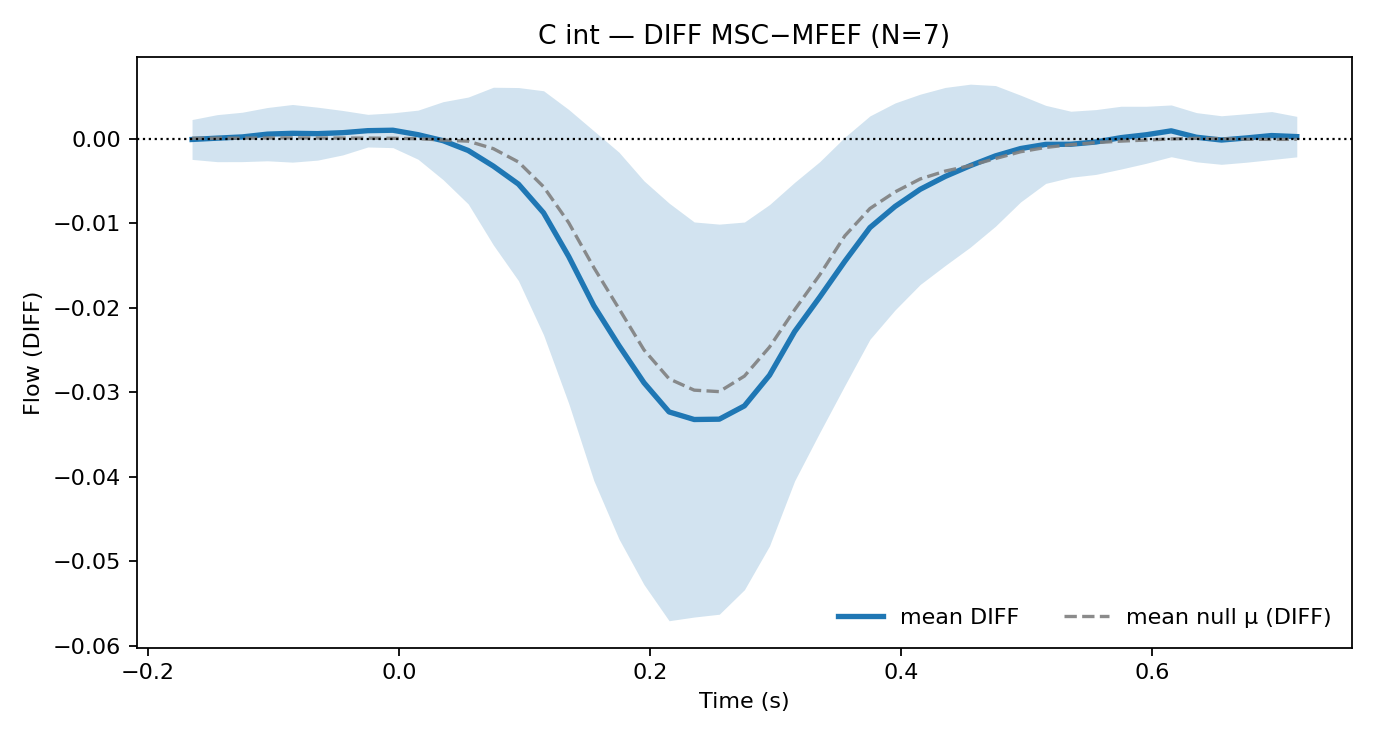 C int — DIFF MSC−MFEF (N=7)
Flow (DIFF)
0.00
−0.01
−0.02
−0.03
−0.04
−0.05
−0.06
mean DIFF
mean null μ (DIFF)
−0.2
0.0
0.2
0.4
0.6
Time (s)